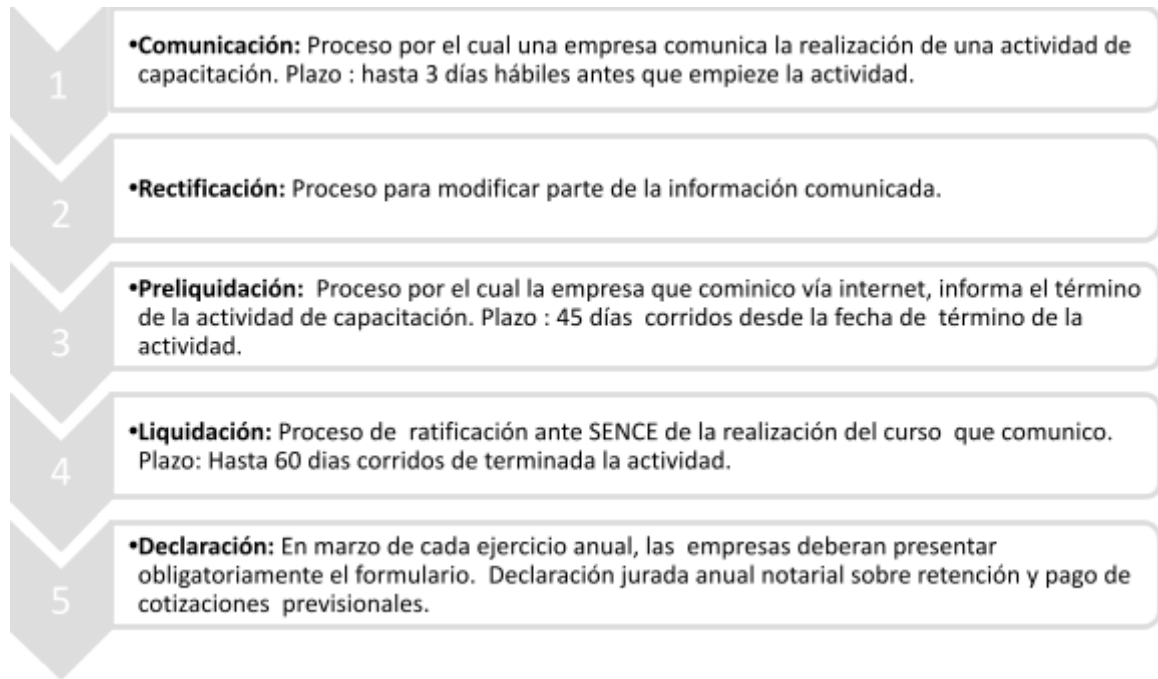 1
•Comunicación: Proceso por el cual una empresa comunica la realización de una actividad de
capacitación. Plazo : hasta 3 días hábiles antes que empieze la actividad.
2
•Rectificación: Proceso para modificar parte de la información comunicada.
3
•Preliquidación: Proceso por el cual la empresa que cominico vía internet, informa el término
de la actividad de capacitación. Plazo : 45 días corridos desde la fecha de término de la
actividad.
4
•Liquidación: Proceso de ratificación ante SENCE de la realización del curso que comunico.
Plazo: Hasta 60 dias corridos de terminada la actividad.
5
•Declaración: En marzo de cada ejercicio anual, las empresas deberan presentar
obligatoriamente el formulario. Declaración jurada anual notarial sobre retención y pago de
cotizaciones previsionales.